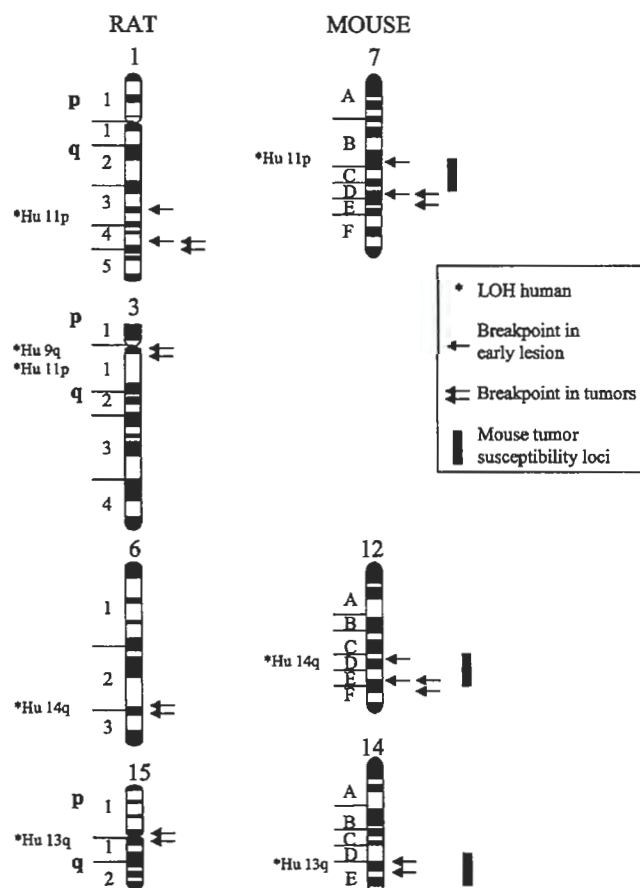 RAT
MOUSE
1
p
1
1
q
2
3
*Hu 11p
4
5
7
A
B
*Hu 11p
C
D
E
F
* LOH human
Breakpoint in
early lesion
Breakpoint in tumors
Mouse tumor
susceptibility loci
3
p
1
*Hu 9q
*Hu 11p
1
q
2
3
4
6
1
2
*Hu 14q
3
12
A
B
C
*Hu 14q
D
E
F
15
p
1
*Hu 13q
1
q
2
14
A
B
C
D
*Hu 13q
E